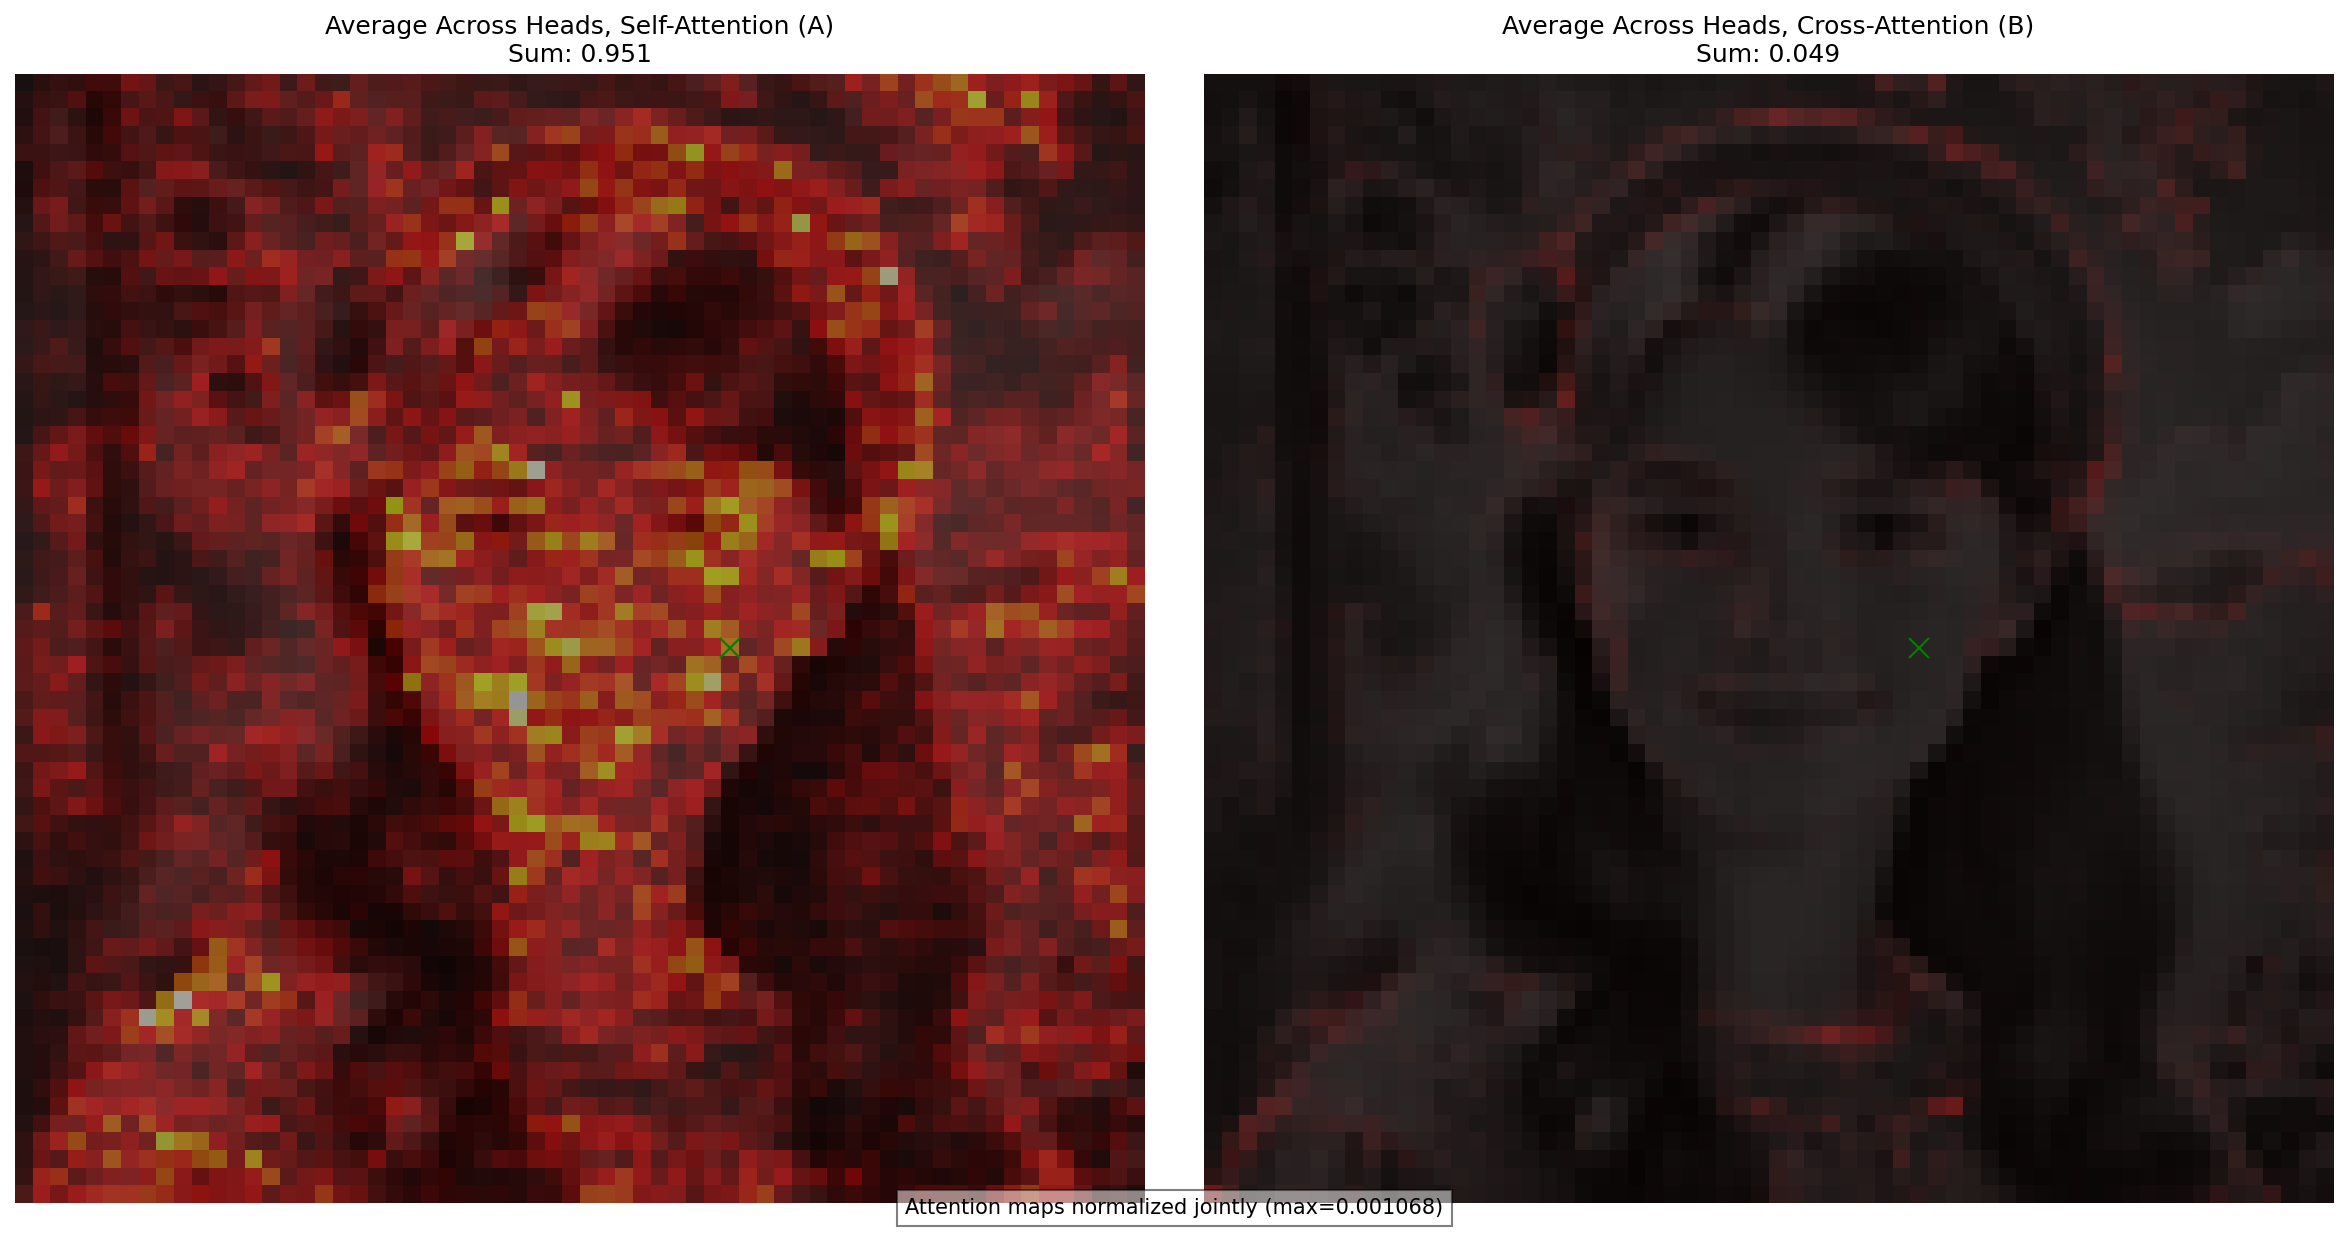 Average Across Heads, Self-Attention (A)
Sum: 0.951
Average Across Heads, Cross-Attention (B)
Sum: 0.049
Attention maps normalized jointly (max=0.001068)